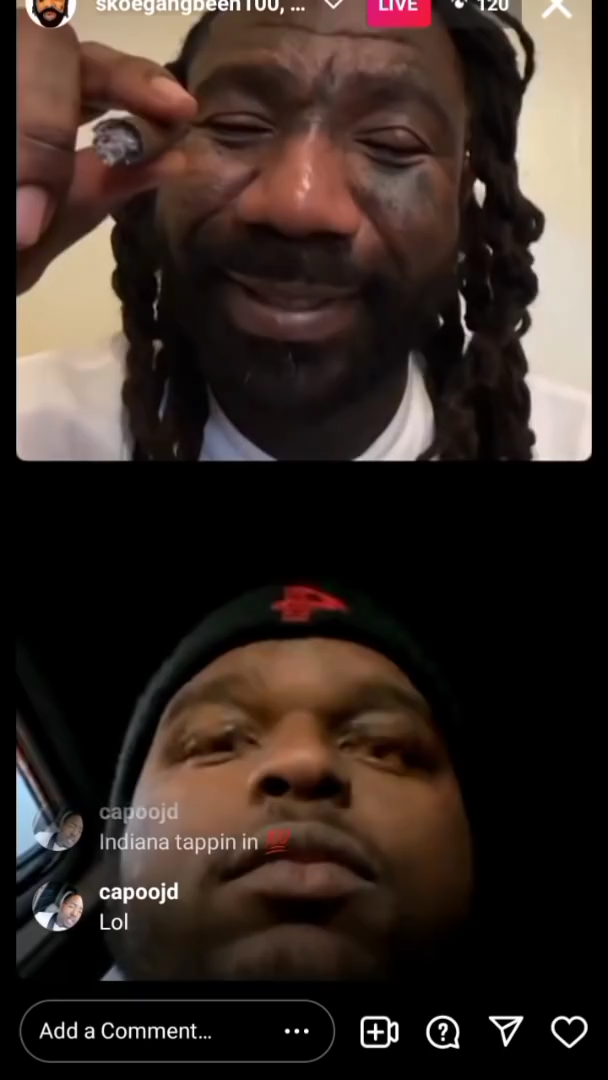 skoegangbeen100, ...
LIVE
120
capoojd
Indiana tappin in 💯
capoojd
Lol
Add a Comment...